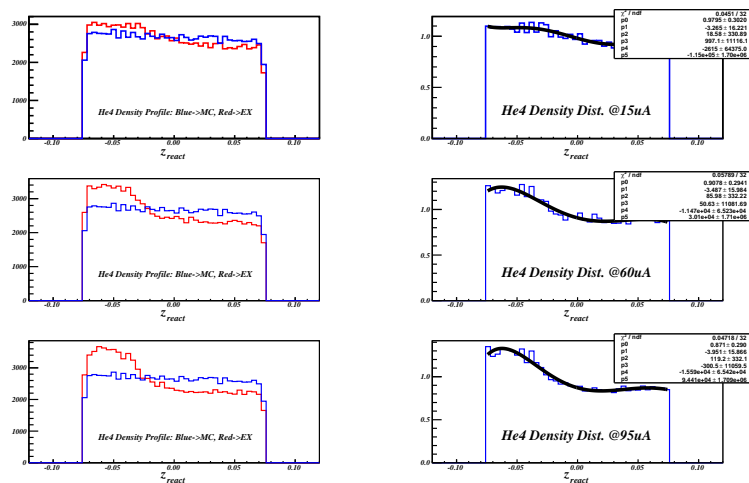 3000
2000
1000
0
He4 Density Profile: Blue->MC, Red->EX
-0.10 -0.05 0.00 0.05 0.10
z_react
χ² / ndf 0.0451 / 32
p0 0.9795 ± 0.3020
p1 -3.265 ± 16.221
p2 18.58 ± 330.89
p3 997.1 ± 11116.1
p4 -2615 ± 64375.0
p5 -1.15e+05 ± 1.70e+06
1.0
0.5
0.0
He4 Density Dist. @15uA
-0.10 -0.05 0.00 0.05 0.10
z_react
3000
2000
1000
0
He4 Density Profile: Blue->MC, Red->EX
-0.10 -0.05 0.00 0.05 0.10
z_react
χ² / ndf 0.05789 / 32
p0 0.9078 ± 0.2941
p1 -3.487 ± 15.984
p2 85.98 ± 332.22
p3 50.63 ± 11081.69
p4 -1.147e+04 ± 6.523e+04
p5 3.01e+04 ± 1.71e+06
1.0
0.5
0.0
He4 Density Dist. @60uA
-0.10 -0.05 0.00 0.05 0.10
z_react
3000
2000
1000
0
He4 Density Profile: Blue->MC, Red->EX
-0.10 -0.05 0.00 0.05 0.10
z_react
χ² / ndf 0.04718 / 32
p0 0.871 ± 0.290
p1 -3.951 ± 15.866
p2 119.2 ± 332.1
p3 -300.5 ± 11059.5
p4 -1.559e+04 ± 6.542e+04
p5 9.441e+04 ± 1.709e+06
1.0
0.5
0.0
He4 Density Dist. @95uA
-0.10 -0.05 0.00 0.05 0.10
z_react